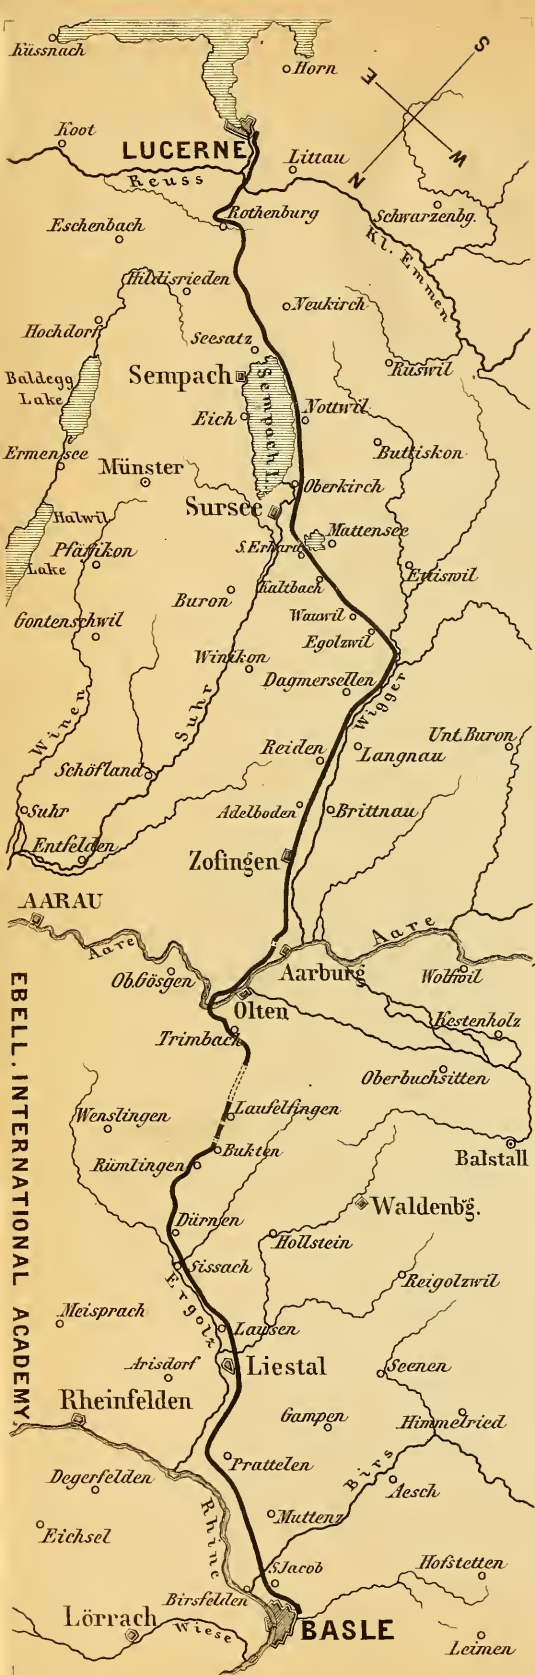 Küssnach
Horn
S
E
W
N
Root
LUCERNE
Littau
Reuss
Rothenburg
Schwarzenbg.
Eschenbach
Kl. Emmen
Hildisrieden
Neukirch
Hochdorf
Seesatz
Baldegg
Lake
Sempach
Ruswil
Sempach L.
Eich
Nottwil
Ermensee
Buttiskon
Münster
Oberkirch
Sursee
Halwil
Lake
Mattensee
S. Erhard
Pfäffikon
Kaltbach
Ettiswil
Buron
Wauwil
Gontenschwil
Egolzwil
Winikon
Dagmersellen
Wigger
Winen
Suhr
Reiden
Langnau
Unt. Buron
Schöfland
Suhr
Adelboden
Brittnau
Entfelden
Zofingen
AARAU
Aare
Aare
Aarburg
Ob. Gösgen
Wolfwil
Olten
Kestenholz
Trimbach
Oberbuchsitten
Wenslingen
Laufelfingen
Bukten
Balstall
Rümlingen
Waldenb'g.
Dürnen
Hollstein
Sissach
Ergolz
Reigolzwil
Meisprach
Lausen
Arisdorf
Liestal
Seenen
Rheinfelden
Gampen
Himmelried
Prattelen
Birs
Degerfelden
Aesch
Rhine
Muttenz
Eichsel
S. Jacob
Hofstetten
Birsfelden
Lörrach
Wiese
BASLE
Leimen
EBELL. INTERNATIONAL ACADEMY.